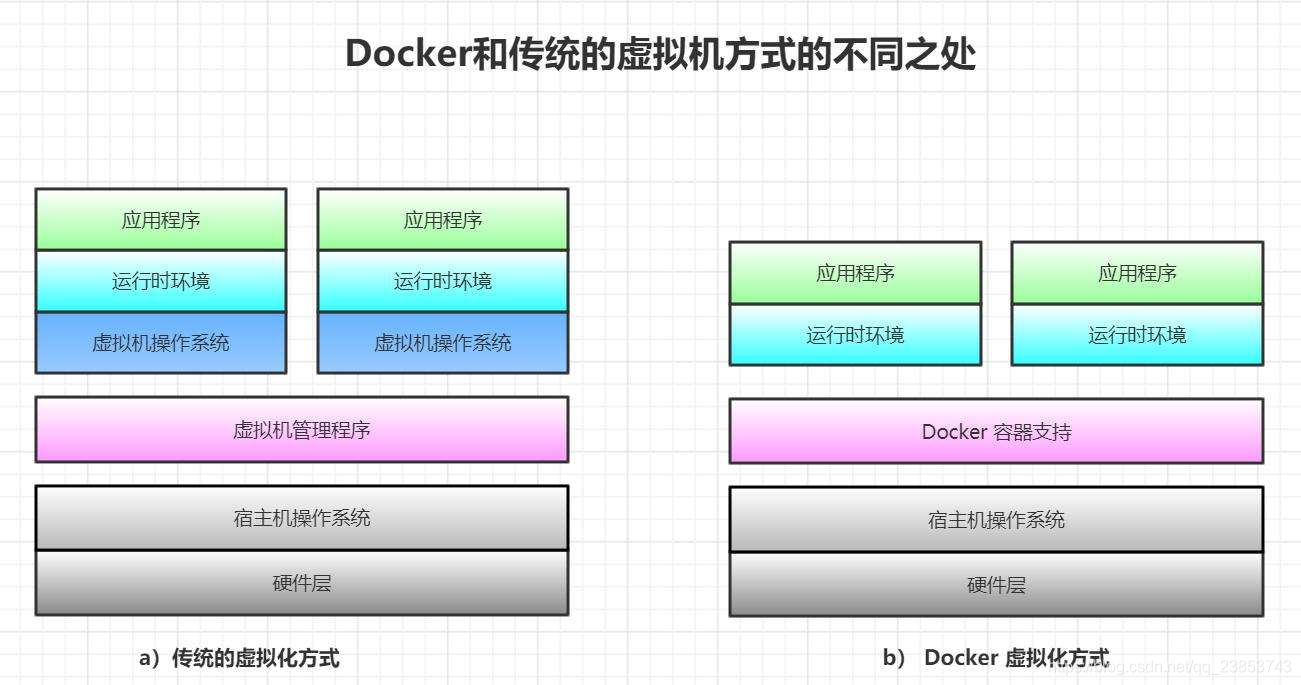 Docker和传统的虚拟机方式的不同之处
应用程序
应用程序
运行时环境
运行时环境
虚拟机操作系统
虚拟机操作系统
虚拟机管理程序
宿主机操作系统
硬件层
a）传统的虚拟化方式
应用程序
应用程序
运行时环境
运行时环境
Docker 容器支持
宿主机操作系统
硬件层
b） Docker 虚拟化方式
https://blog.csdn.net/qq_23853743